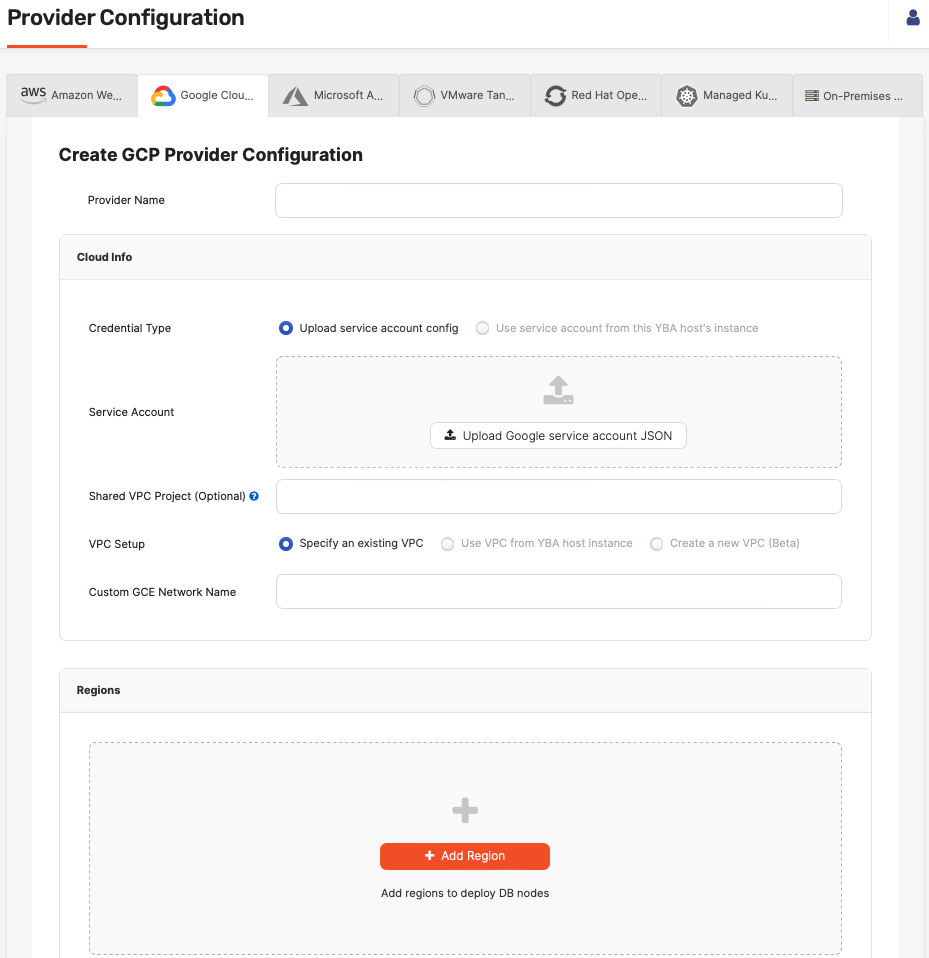 Provider Configuration
aws Amazon We... Google Clou... Microsoft A... VMware Tan... Red Hat Ope... Managed Ku... On-Premises ...
Create GCP Provider Configuration
Provider Name
Cloud Info
Credential Type Upload service account config Use service account from this YBA host's instance
Service Account
Upload Google service account JSON
Shared VPC Project (Optional) ?
VPC Setup Specify an existing VPC Use VPC from YBA host instance Create a new VPC (Beta)
Custom GCE Network Name
Regions
+ Add Region
Add regions to deploy DB nodes